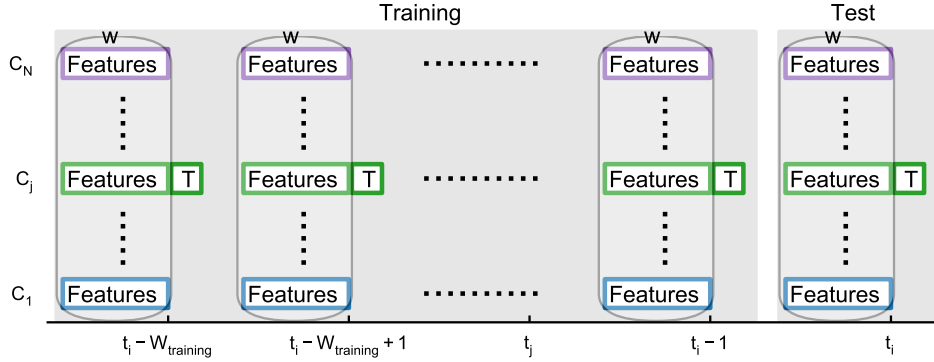 Training Test
w w w w
C_N Features Features Features Features
C_j Features T Features T Features T Features T
C_1 Features Features Features Features
t_i − W_training t_i − W_training + 1 t_j t_i − 1 t_i